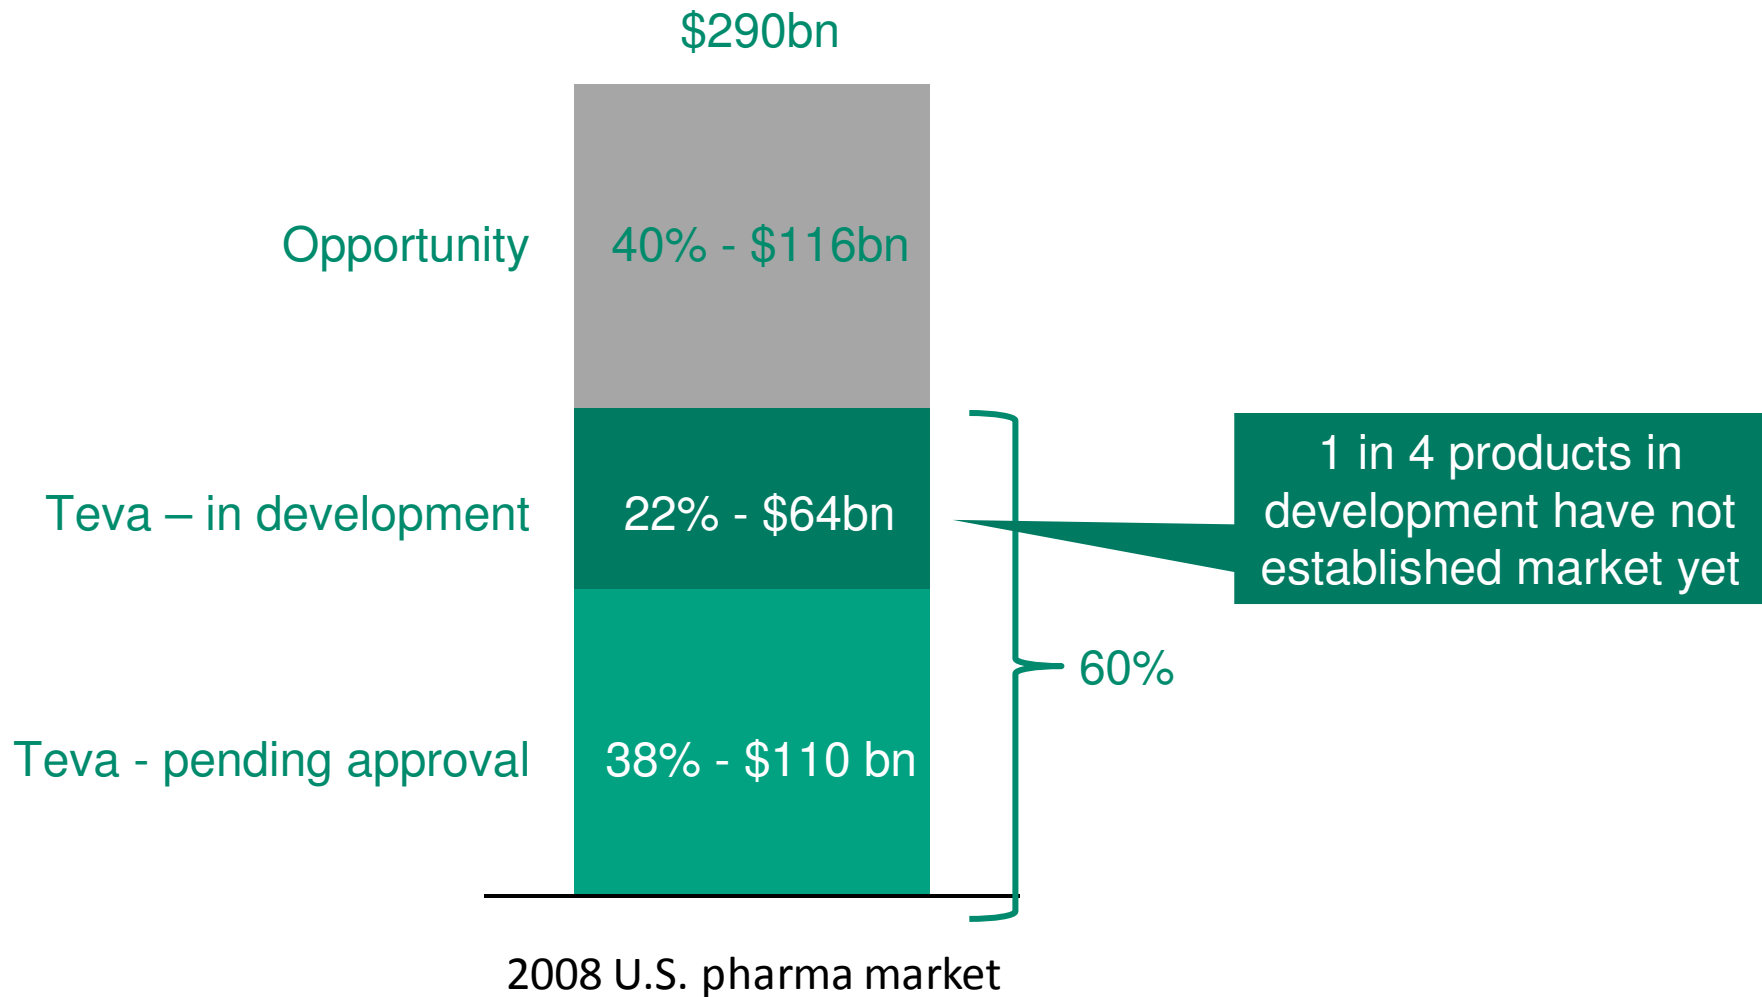 $290bn
Opportunity
40% - $116bn
Teva – in development
22% - $64bn
1 in 4 products in
development have not
established market yet
60%
Teva - pending approval
38% - $110 bn
2008 U.S. pharma market